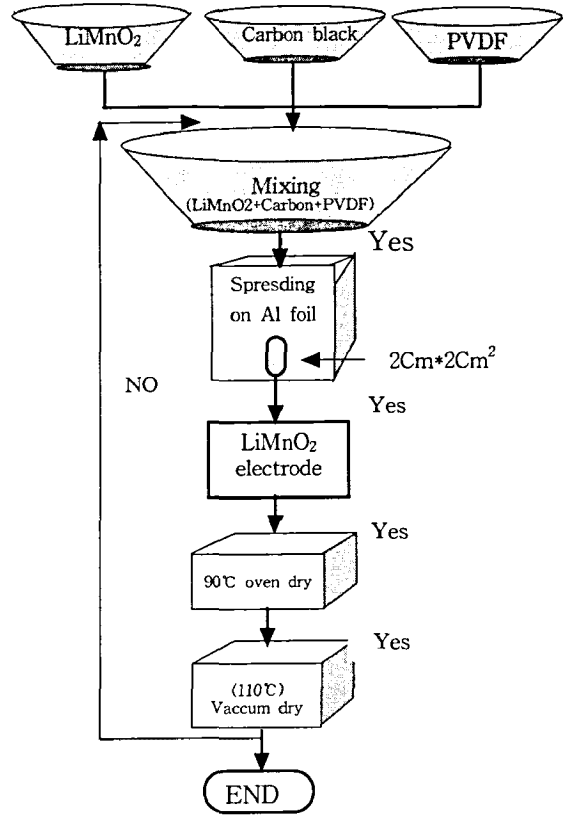 LiMnO₂
Carbon black
PVDF
Mixing
(LiMnO2+Carbon+PVDF)
Yes
Spresding
on Al foil
2Cm*2Cm²
NO
Yes
LiMnO₂
electrode
Yes
90℃ oven dry
Yes
(110℃)
Vaccum dry
END